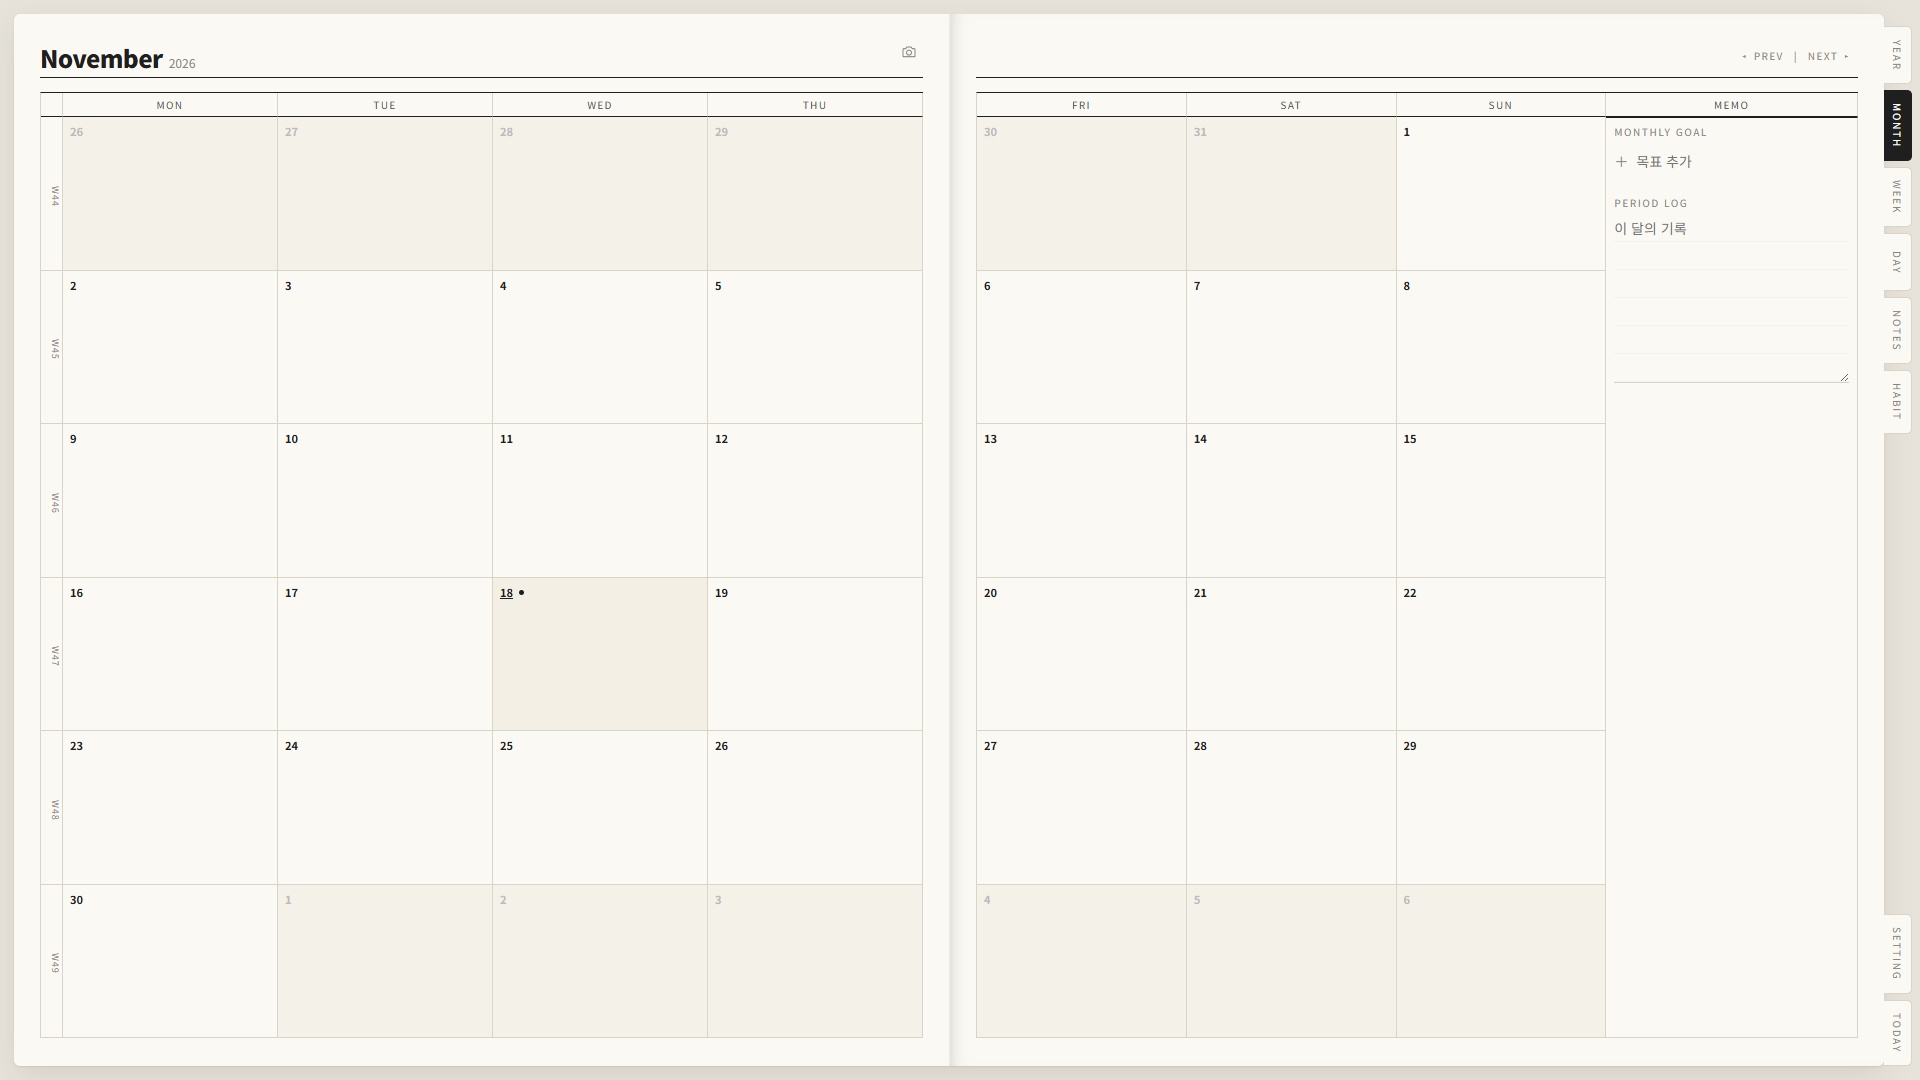 November 2026
PREV | NEXT
MON TUE WED THU FRI SAT SUN MEMO
W44 26 27 28 29 30 31 1
W45 2 3 4 5 6 7 8
W46 9 10 11 12 13 14 15
W47 16 17 18 19 20 21 22
W48 23 24 25 26 27 28 29
W49 30 1 2 3 4 5 6
MONTHLY GOAL
+ 목표 추가
PERIOD LOG
이 달의 기록
YEAR
MONTH
WEEK
DAY
NOTES
HABIT
SETTING
TODAY